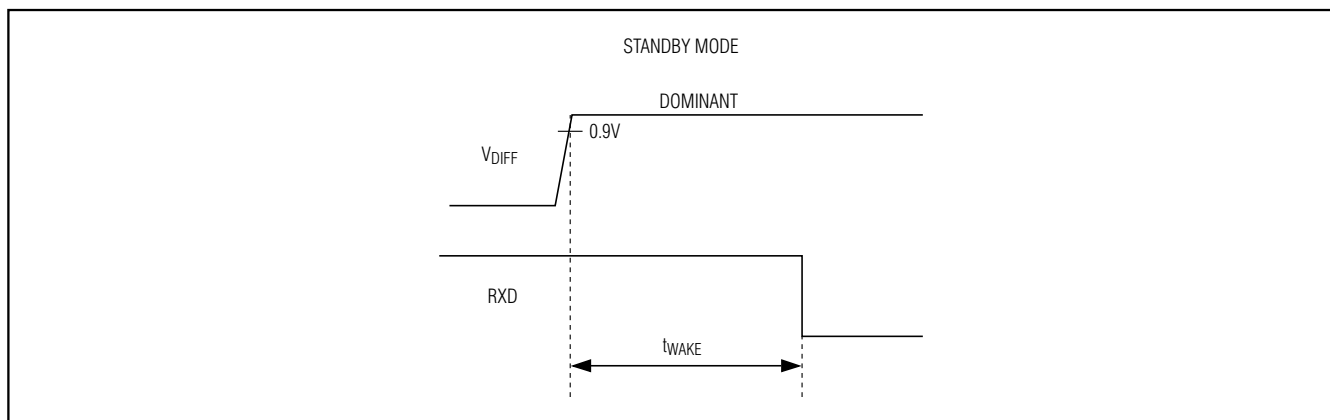 STANDBY MODE
DOMINANT
0.9V
VDIFF
RXD
tWAKE